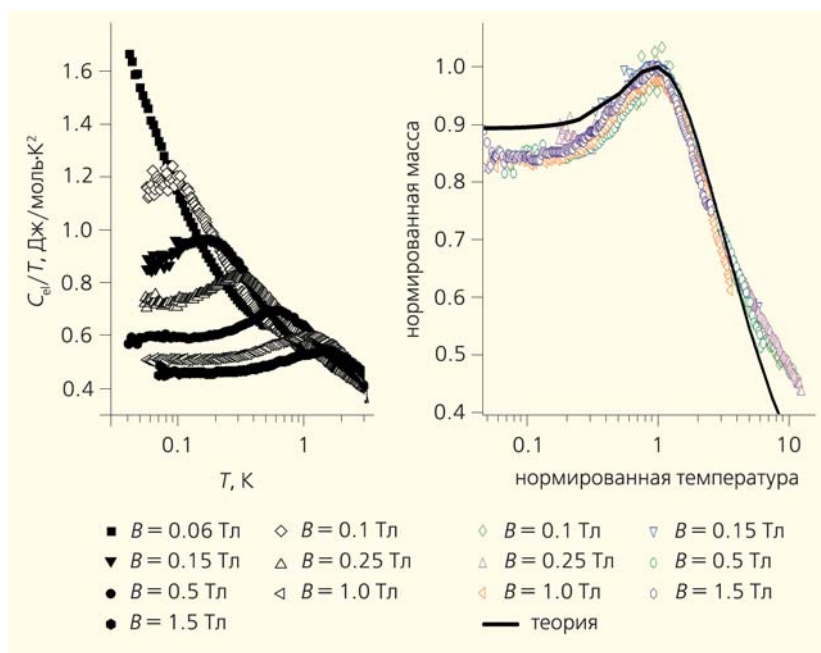 1.6
1.4
1.2
1.0
0.8
0.6
0.4
C_el/T, Дж/моль·К²
0.1
1
T, К
1.0
0.9
0.8
0.7
0.6
0.5
0.4
нормированная масса
0.1
1
10
нормированная температура
B = 0.06 Тл
B = 0.1 Тл
B = 0.15 Тл
B = 0.25 Тл
B = 0.5 Тл
B = 1.0 Тл
B = 1.5 Тл
B = 0.1 Тл
B = 0.15 Тл
B = 0.25 Тл
B = 0.5 Тл
B = 1.0 Тл
B = 1.5 Тл
теория